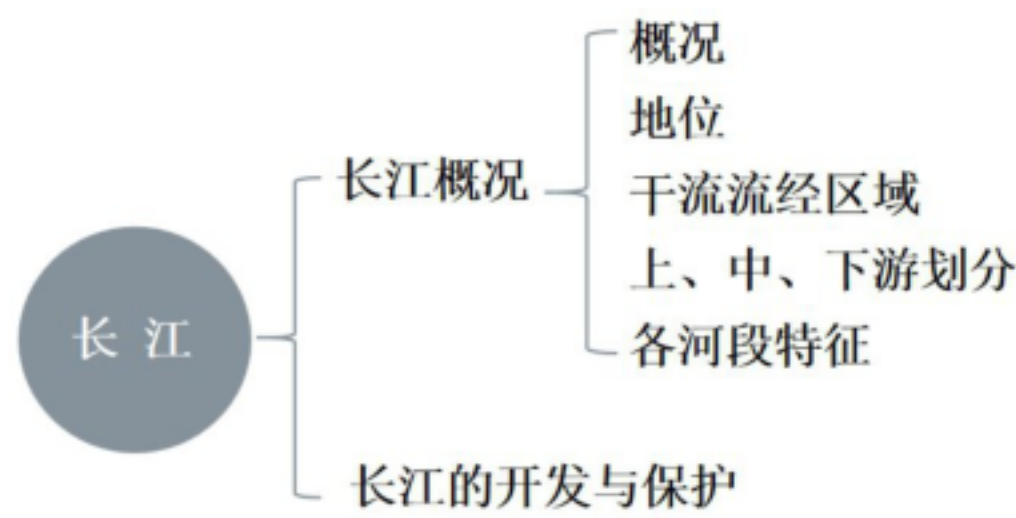 长江
长江概况
概况
地位
干流流经区域
上、中、下游划分
各河段特征
长江的开发与保护